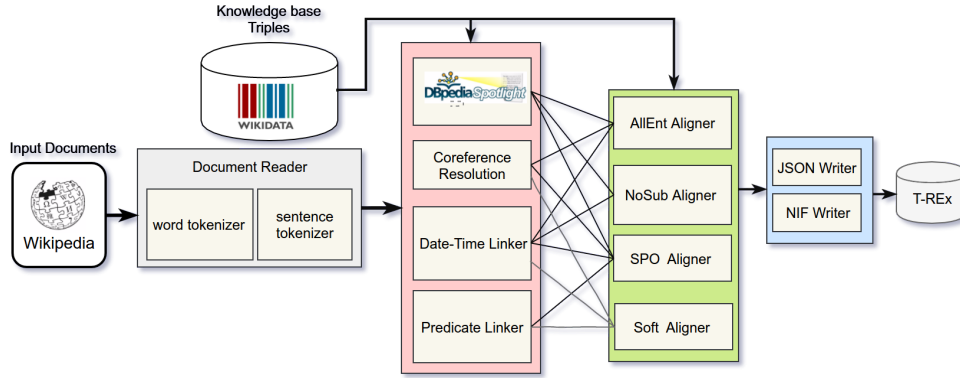 Knowledge base
Triples
WIKIDATA
Input Documents
Wikipedia
Document Reader
word tokenizer
sentence
tokenizer
DBpedia Spotlight
Coreference
Resolution
Date-Time Linker
Predicate Linker
AllEnt Aligner
NoSub Aligner
SPO Aligner
Soft Aligner
JSON Writer
NIF Writer
T-REx